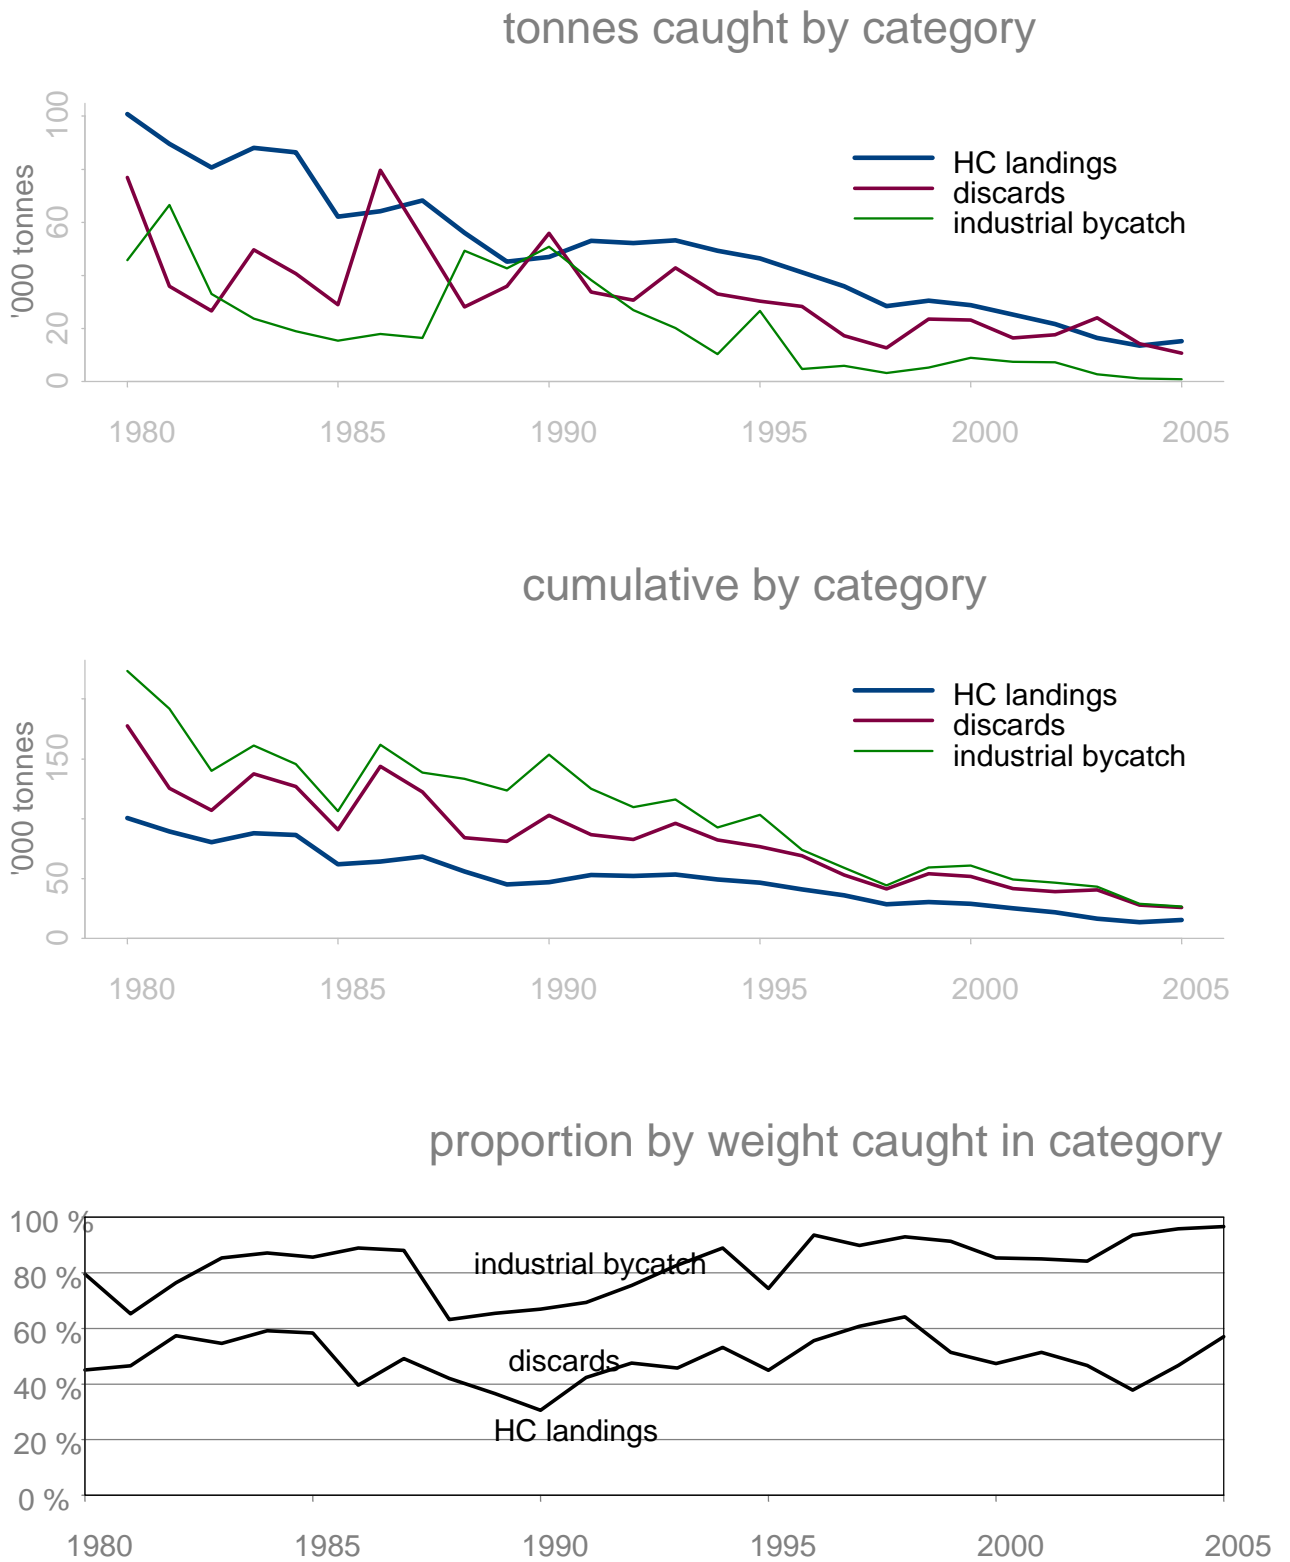 tonnes caught by category
'000 tonnes
100
60
20
0
HC landings
discards
industrial bycatch
1980 1985 1990 1995 2000 2005
cumulative by category
'000 tonnes
150
50
0
HC landings
discards
industrial bycatch
1980 1985 1990 1995 2000 2005
proportion by weight caught in category
100 %
80 %
60 %
40 %
20 %
0 %
industrial bycatch
discards
HC landings
1980 1985 1990 1995 2000 2005